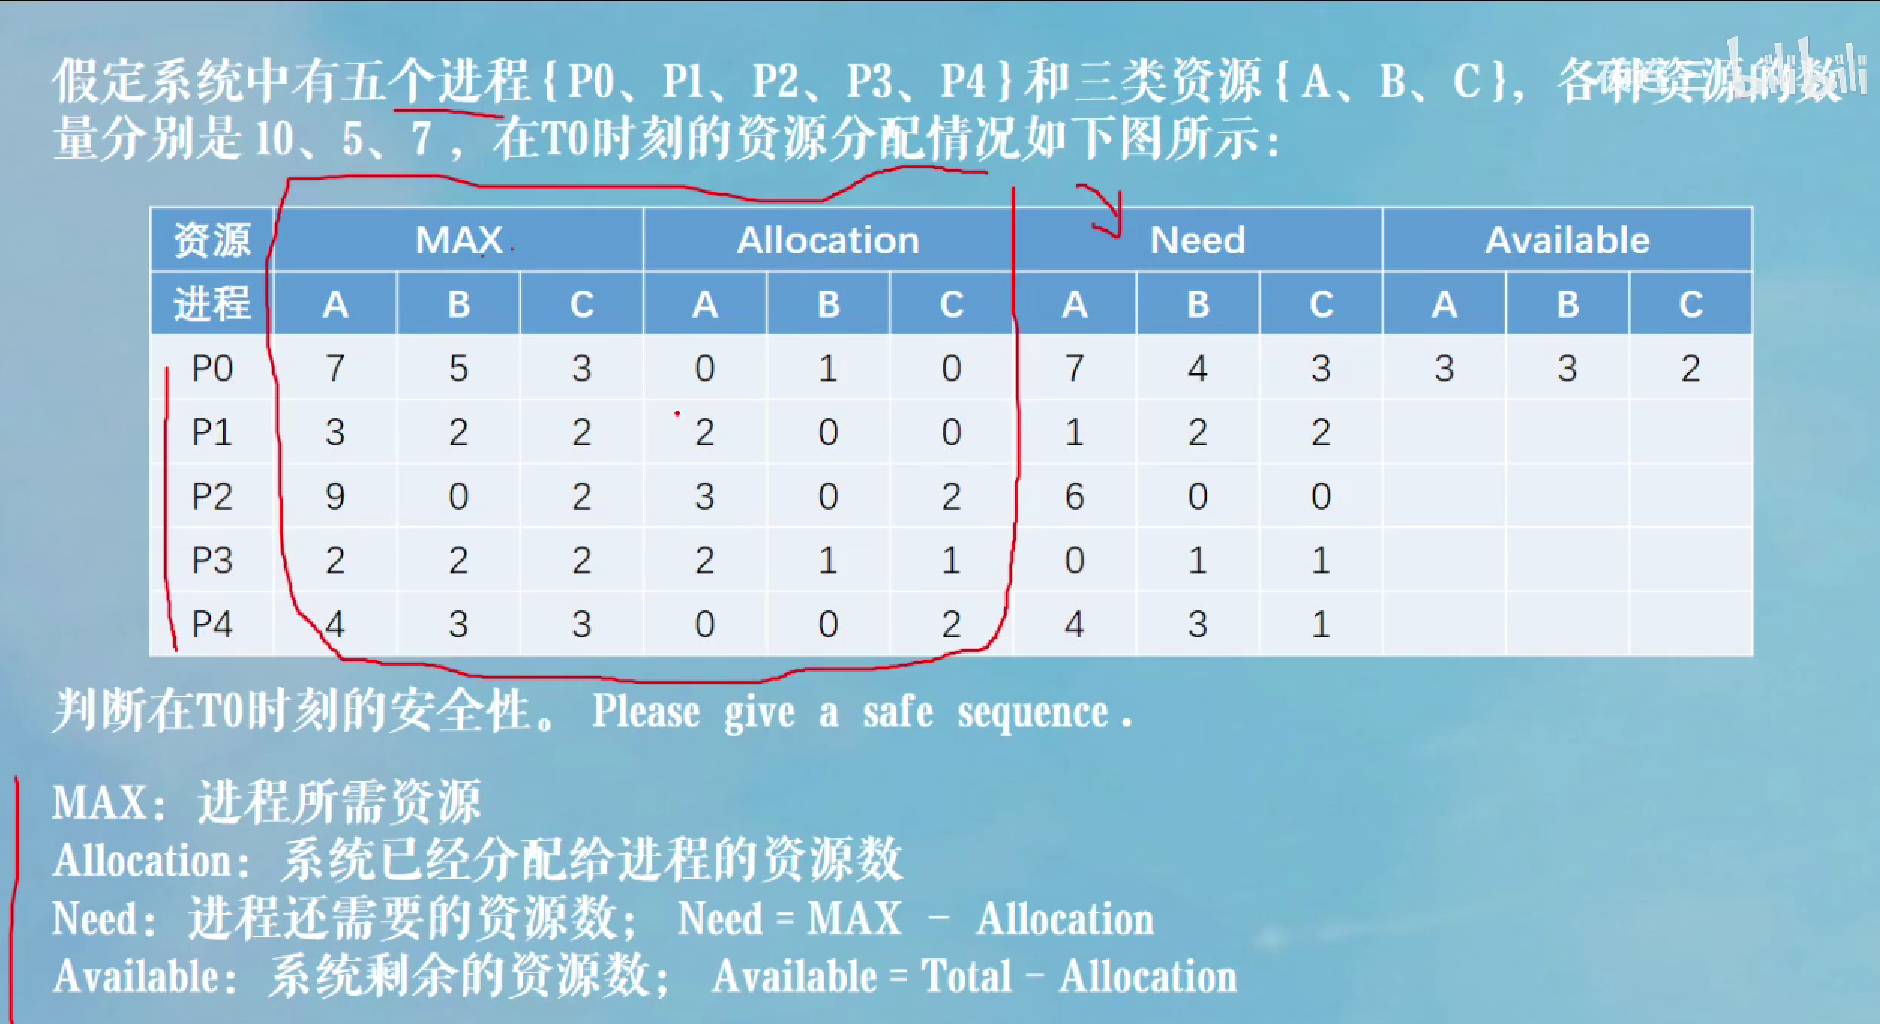 假定系统中有五个进程{P0、P1、P2、P3、P4}和三类资源{A、B、C}，各种资源的数
量分别是 10、5、7，在T0时刻的资源分配情况如下图所示：
资源 MAX Allocation Need Available
进程 A B C A B C A B C A B C
P0 7 5 3 0 1 0 7 4 3 3 3 2
P1 3 2 2 2 0 0 1 2 2
P2 9 0 2 3 0 2 6 0 0
P3 2 2 2 2 1 1 0 1 1
P4 4 3 3 0 0 2 4 3 1
判断在T0时刻的安全性。 Please give a safe sequence .
MAX：进程所需资源
Allocation：系统已经分配给进程的资源数
Need：进程还需要的资源数； Need = MAX - Allocation
Available：系统剩余的资源数； Available = Total - Allocation
bilibili